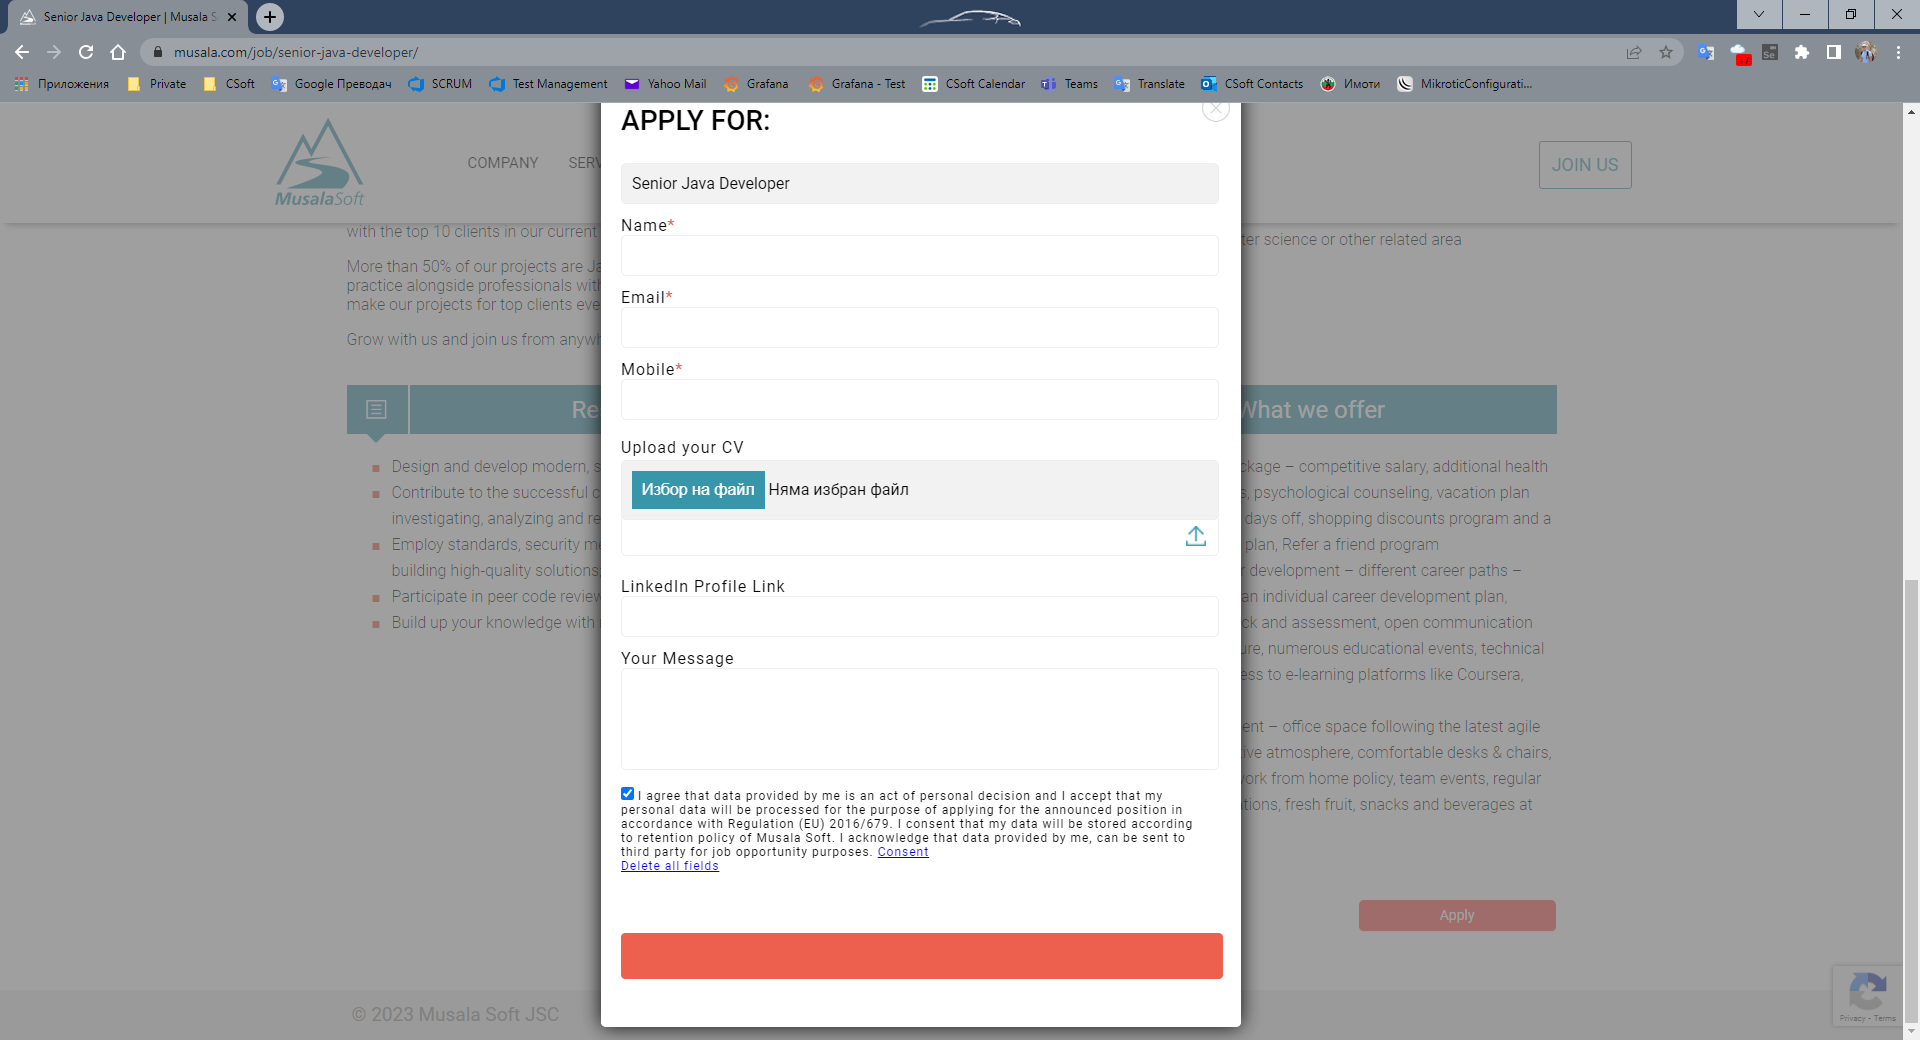 Senior Java Developer | Musala S
musala.com/job/senior-java-developer/
Приложения Private CSoft Google Преводач SCRUM Test Management Yahoo Mail Grafana Grafana - Test CSoft Calendar Teams Translate CSoft Contacts Имоти MikroticConfigurati...
APPLY FOR:
MusalaSoft
COMPANY SERV
JOIN US
Senior Java Developer
Name*
with the top 10 clients in our current
ter science or other related area
More than 50% of our projects are Ja
practice alongside professionals with
make our projects for top clients eve
Email*
Grow with us and join us from anywh
Mobile*
Re
What we offer
Upload your CV
Избор на файл Няма избран файл
Design and develop modern, s
Contribute to the successful c
investigating, analyzing and re
Employ standards, security me
building high-quality solutions;
Participate in peer code review
Build up your knowledge with
ckage – competitive salary, additional health
s, psychological counseling, vacation plan
days off, shopping discounts program and a
plan, Refer a friend program
r development – different career paths –
an individual career development plan,
ck and assessment, open communication
ure, numerous educational events, technical
ess to e-learning platforms like Coursera,
ent – office space following the latest agile
tive atmosphere, comfortable desks & chairs,
work from home policy, team events, regular
ations, fresh fruit, snacks and beverages at
LinkedIn Profile Link
Your Message
I agree that data provided by me is an act of personal decision and I accept that my
personal data will be processed for the purpose of applying for the announced position in
accordance with Regulation (EU) 2016/679. I consent that my data will be stored according
to retention policy of Musala Soft. I acknowledge that data provided by me, can be sent to
third party for job opportunity purposes. Consent
Delete all fields
Apply
© 2023 Musala Soft JSC
Privacy - Terms